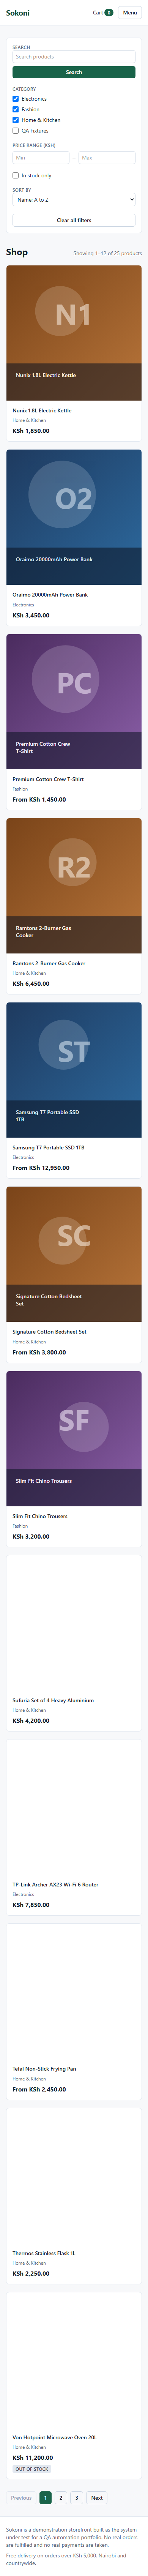 Sokoni
Cart 0
Menu
SEARCH
Search products
Search
CATEGORY
Electronics
Fashion
Home & Kitchen
QA Fixtures
PRICE RANGE (KSH)
Min – Max
In stock only
SORT BY
Name: A to Z
Clear all filters
Shop
Showing 1–12 of 25 products
N1
Nunix 1.8L Electric Kettle
Nunix 1.8L Electric Kettle
Home & Kitchen
KSh 1,850.00
O2
Oraimo 20000mAh Power Bank
Oraimo 20000mAh Power Bank
Electronics
KSh 3,450.00
PC
Premium Cotton Crew
T-Shirt
Premium Cotton Crew T-Shirt
Fashion
From KSh 1,450.00
R2
Ramtons 2-Burner Gas
Cooker
Ramtons 2-Burner Gas Cooker
Home & Kitchen
KSh 6,450.00
ST
Samsung T7 Portable SSD
1TB
Samsung T7 Portable SSD 1TB
Electronics
From KSh 12,950.00
SC
Signature Cotton Bedsheet
Set
Signature Cotton Bedsheet Set
Home & Kitchen
From KSh 3,800.00
SF
Slim Fit Chino Trousers
Slim Fit Chino Trousers
Fashion
KSh 3,200.00
Sufuria Set of 4 Heavy Aluminium
Home & Kitchen
KSh 4,200.00
TP-Link Archer AX23 Wi-Fi 6 Router
Electronics
KSh 7,850.00
Tefal Non-Stick Frying Pan
Home & Kitchen
From KSh 2,450.00
Thermos Stainless Flask 1L
Home & Kitchen
KSh 2,250.00
Von Hotpoint Microwave Oven 20L
Home & Kitchen
KSh 11,200.00
OUT OF STOCK
Previous 1 2 3 Next
Sokoni is a demonstration storefront built as the system
under test for a QA automation portfolio. No real orders
are fulfilled and no real payments are taken.
Free delivery on orders over KSh 5,000. Nairobi and
countrywide.